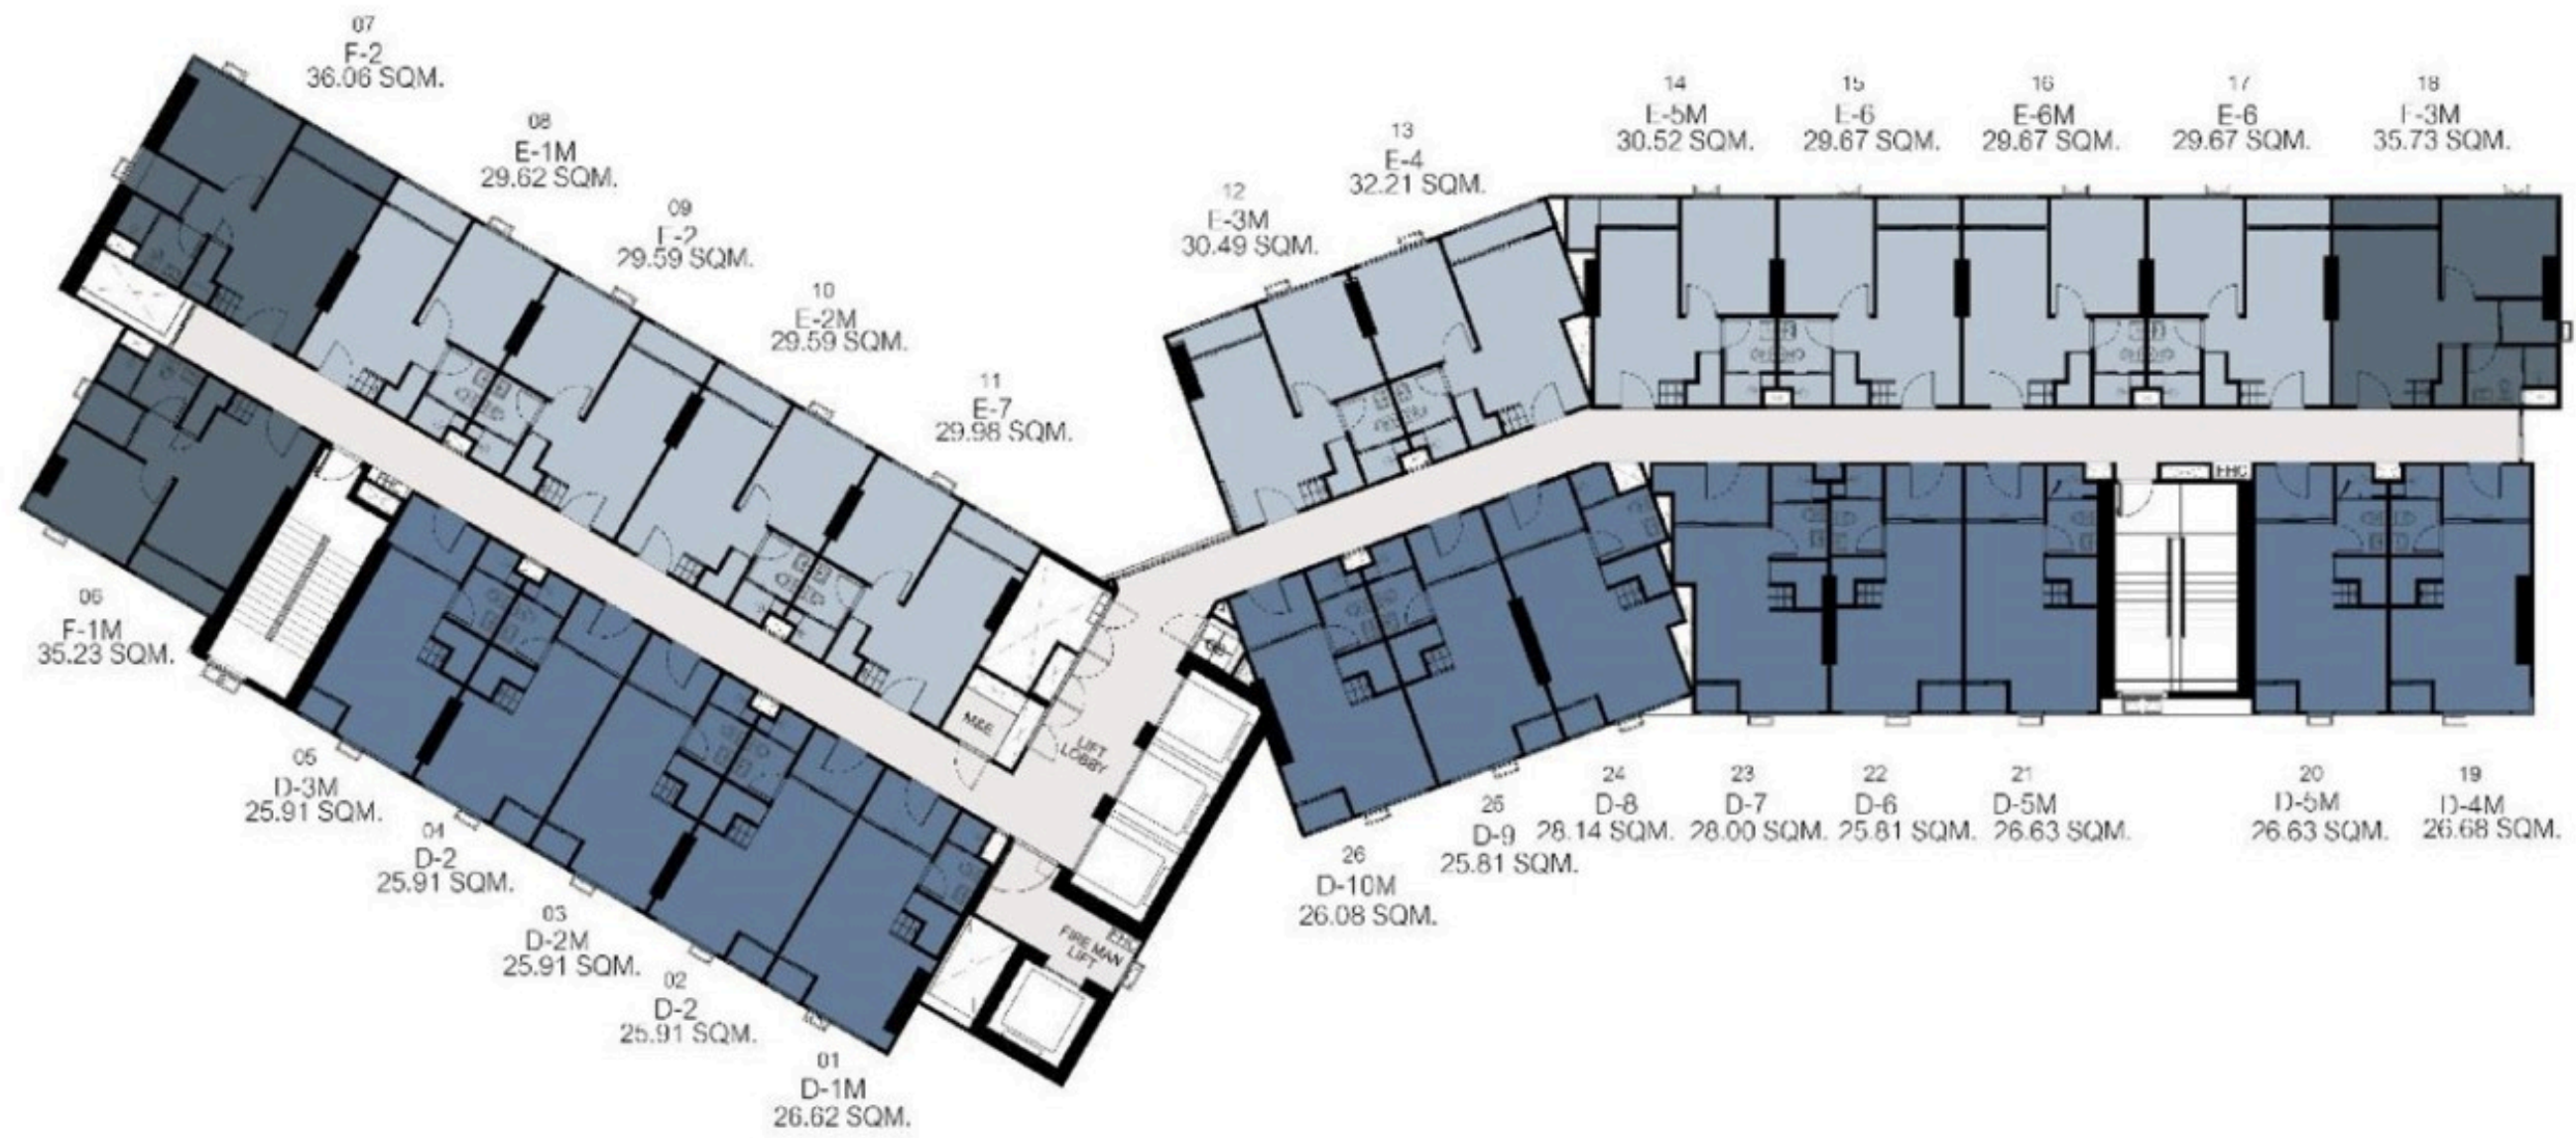 07
F-2
36.06 SQM.
08
E-1M
29.62 SQM.
09
E-2
29.59 SQM.
10
E-2M
29.59 SQM.
11
E-7
29.98 SQM.
12
E-3M
30.49 SQM.
13
E-4
32.21 SQM.
14
E-5M
30.52 SQM.
15
E-6
29.67 SQM.
16
E-6M
29.67 SQM.
17
E-6
29.67 SQM.
18
F-3M
35.73 SQM.
FHC
FHC
06
F-1M
35.23 SQM.
M&E
LIFT
LOBBY
FHC
FIRE MAN
LIFT
05
D-3M
25.91 SQM.
04
D-2
25.91 SQM.
03
D-2M
25.91 SQM.
02
D-2
25.91 SQM.
01
D-1M
26.62 SQM.
26
D-10M
26.08 SQM.
25
D-9
25.81 SQM.
24
D-8
28.14 SQM.
23
D-7
28.00 SQM.
22
D-6
25.81 SQM.
21
D-5M
26.63 SQM.
20
D-5M
26.63 SQM.
19
D-4M
26.68 SQM.